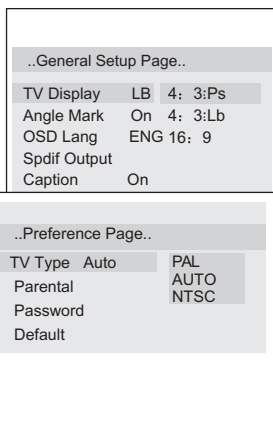 ..General Setup Page..
TV Display LB 4：3:Ps
Angle Mark On 4：3:Lb
OSD Lang ENG 16：9
Spdif Output
Caption On
..Preference Page..
TV Type Auto PAL
Parental AUTO
NTSC
Password
Default